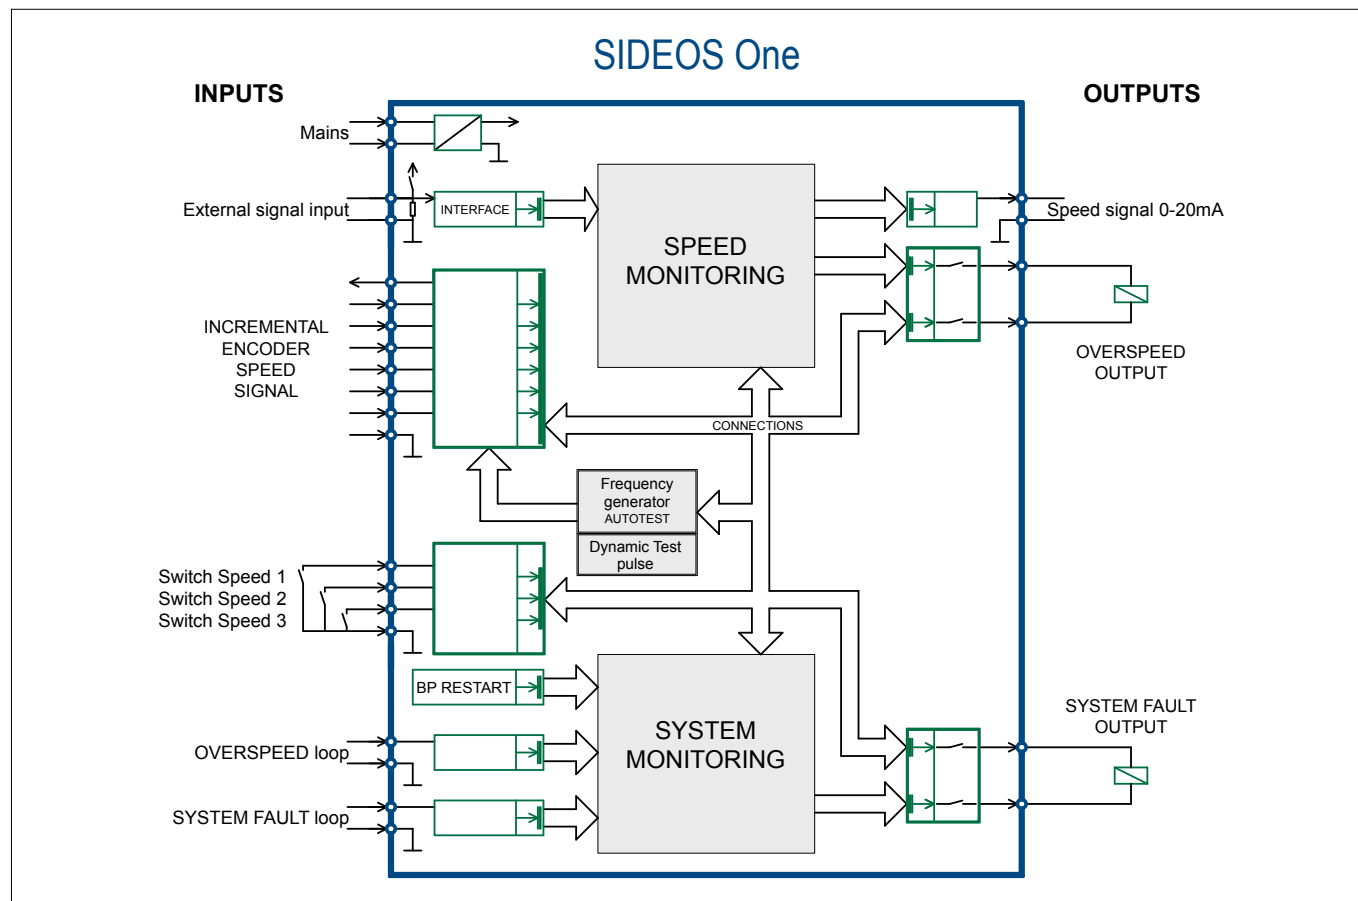 SIDEOS One
INPUTS
OUTPUTS
Mains
External signal input
INTERFACE
SPEED
MONITORING
Speed signal 0-20mA
INCREMENTAL
ENCODER
SPEED
SIGNAL
OVERSPEED
OUTPUT
CONNECTIONS
Frequency
generator
AUTOTEST
Dynamic Test
pulse
Switch Speed 1
Switch Speed 2
Switch Speed 3
BP RESTART
SYSTEM
MONITORING
SYSTEM FAULT
OUTPUT
OVERSPEED loop
SYSTEM FAULT loop